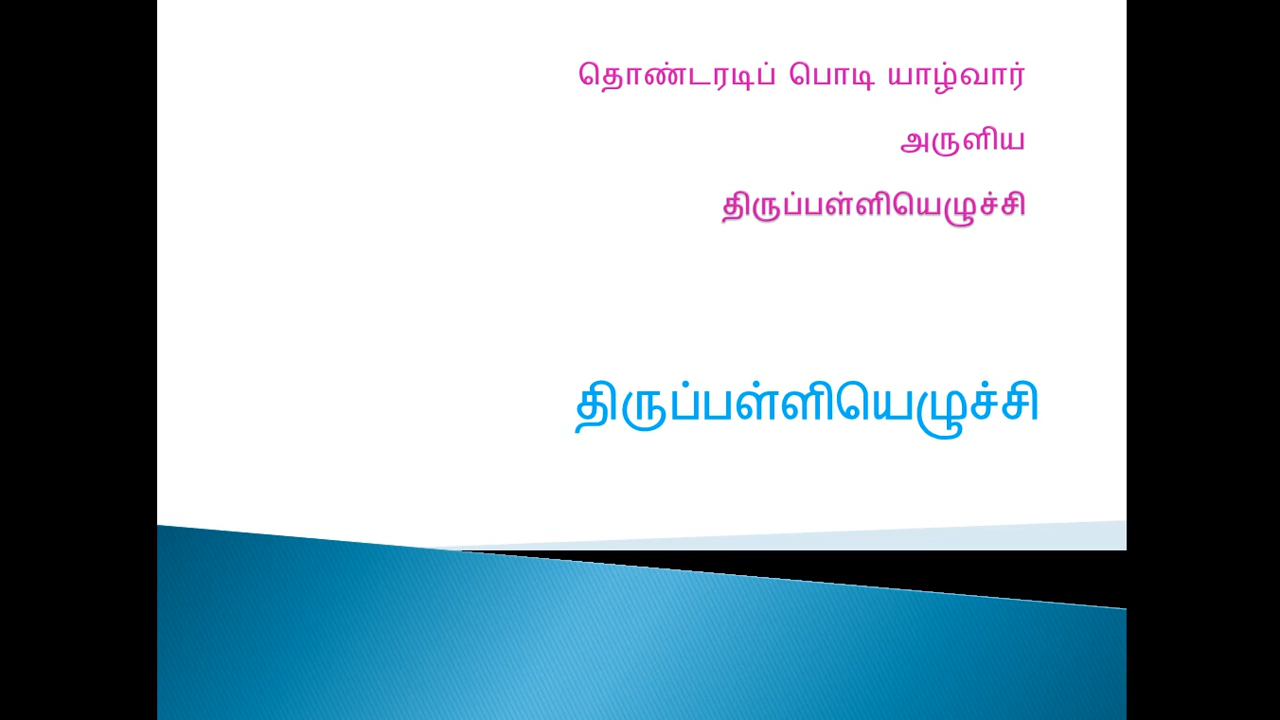 தொண்டரடிப் பொடி யாழ்வார்
அருளிய
திருப்பள்ளியெழுச்சி
திருப்பள்ளியெழுச்சி